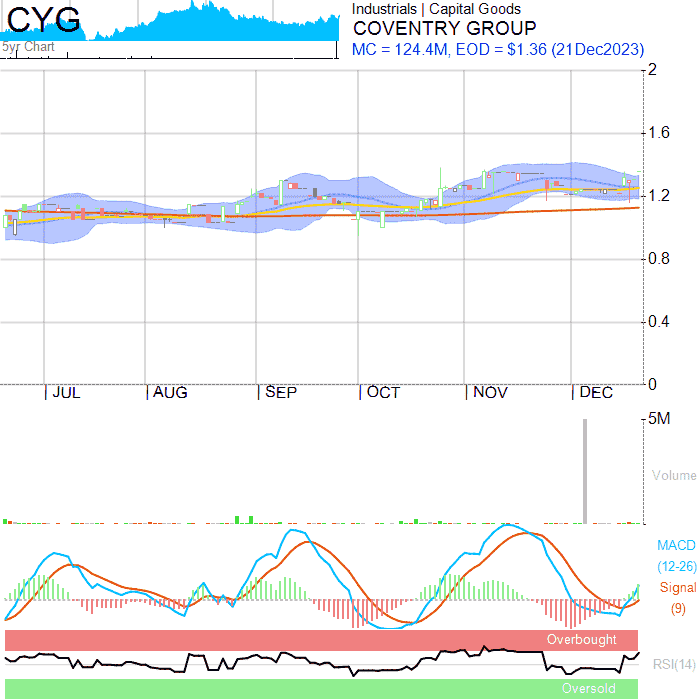 CYG
5yr Chart
Industrials | Capital Goods
COVENTRY GROUP
MC = 124.4M, EOD = $1.36 (21Dec2023)
2
1.6
1.2
0.8
0.4
0
JUL AUG SEP OCT NOV DEC
5M
Volume
MACD
(12-26)
Signal
(9)
Overbought
RSI(14)
Oversold